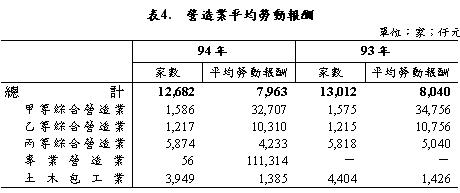 表4. 營造業平均勞動報酬
單位：家；仟元
94年 93年
家數 平均勞動報酬 家數 平均勞動報酬
總計 12,682 7,963 13,012 8,040
甲等綜合營造業 1,586 32,707 1,575 34,756
乙等綜合營造業 1,217 10,310 1,215 10,756
丙等綜合營造業 5,874 4,233 5,818 5,040
專業營造業 56 111,314 － －
土木包工業 3,949 1,385 4,404 1,426